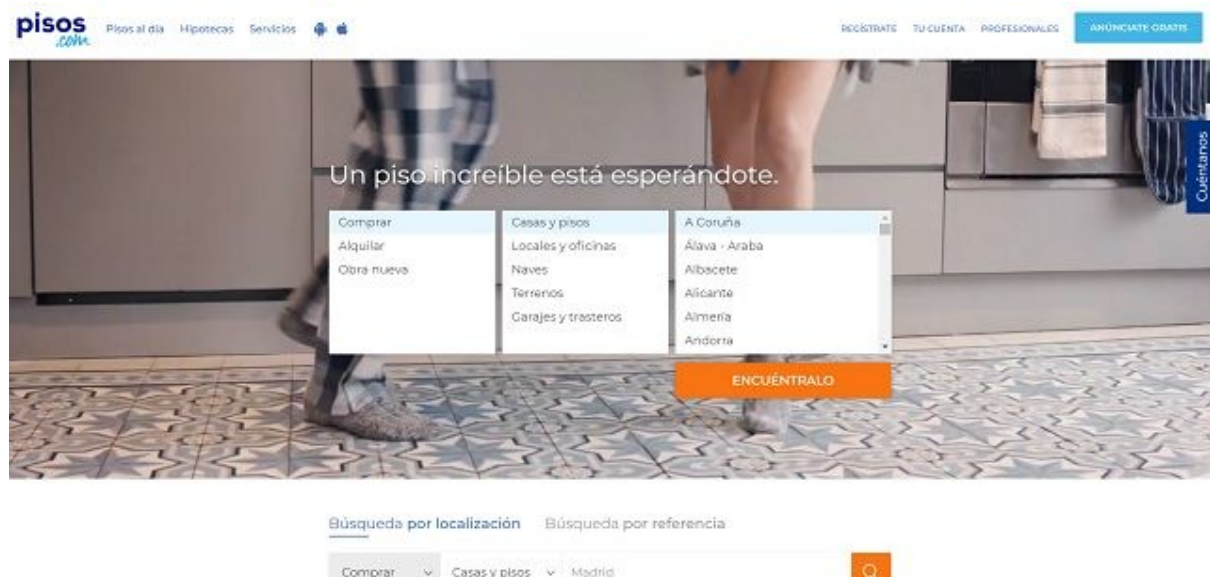 pisos
.com
Pisos al día Hipotecas Servicios
REGÍSTRATE TU CUENTA PROFESIONALES ANÚNCIATE GRATIS
Cuéntanos
Un piso increíble está esperándote.
Comprar
Alquilar
Obra nueva
Casas y pisos
Locales y oficinas
Naves
Terrenos
Garajes y trasteros
A Coruña
Álava - Araba
Albacete
Alicante
Almería
Andorra
ENCUÉNTRALO
Búsqueda por localización Búsqueda por referencia
Comprar Casas y pisos Madrid